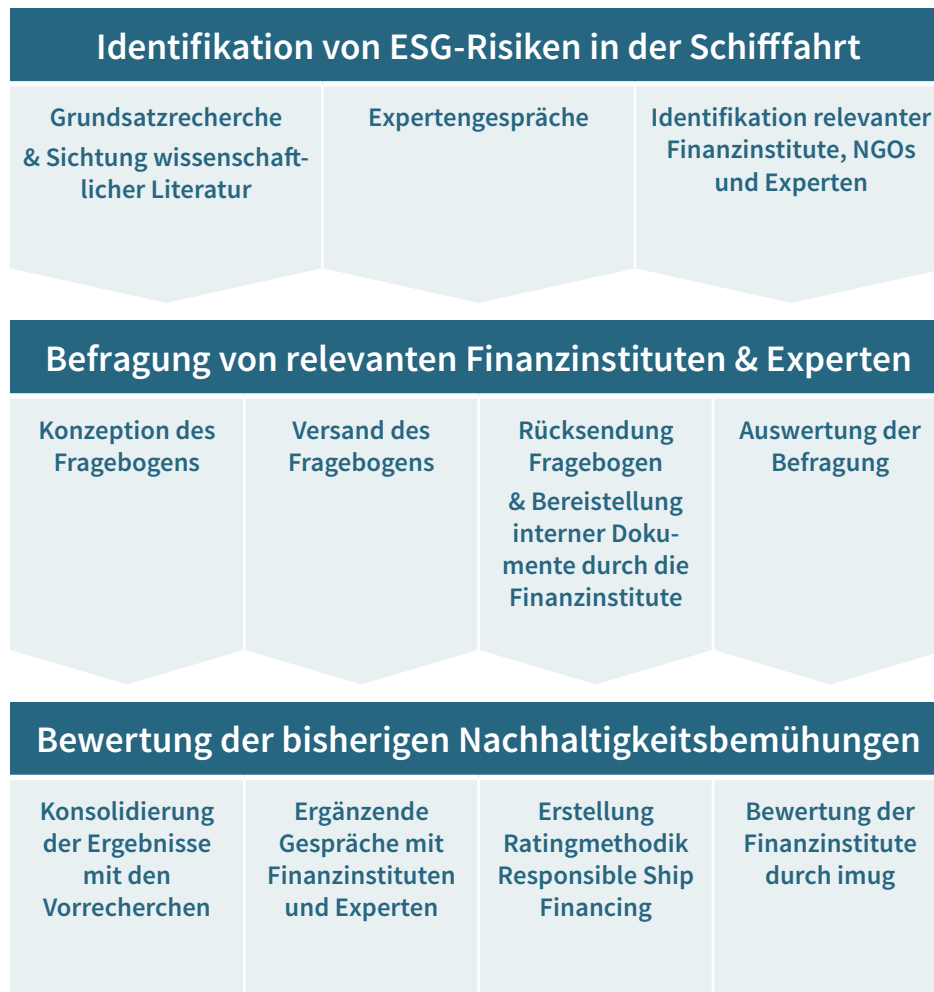 Identifikation von ESG-Risiken in der Schifffahrt
Grundsatzrecherche
& Sichtung wissenschaft-
licher Literatur
Expertengespräche
Identifikation relevanter
Finanzinstitute, NGOs
und Experten
Befragung von relevanten Finanzinstituten & Experten
Konzeption des
Fragebogens
Versand des
Fragebogens
Rücksendung
Fragebogen
& Bereistellung
interner Doku-
mente durch die
Finanzinstitute
Auswertung der
Befragung
Bewertung der bisherigen Nachhaltigkeitsbemühungen
Konsolidierung
der Ergebnisse
mit den
Vorrecherchen
Ergänzende
Gespräche mit
Finanzinstituten
und Experten
Erstellung
Ratingmethodik
Responsible Ship
Financing
Bewertung der
Finanzinstitute
durch imug